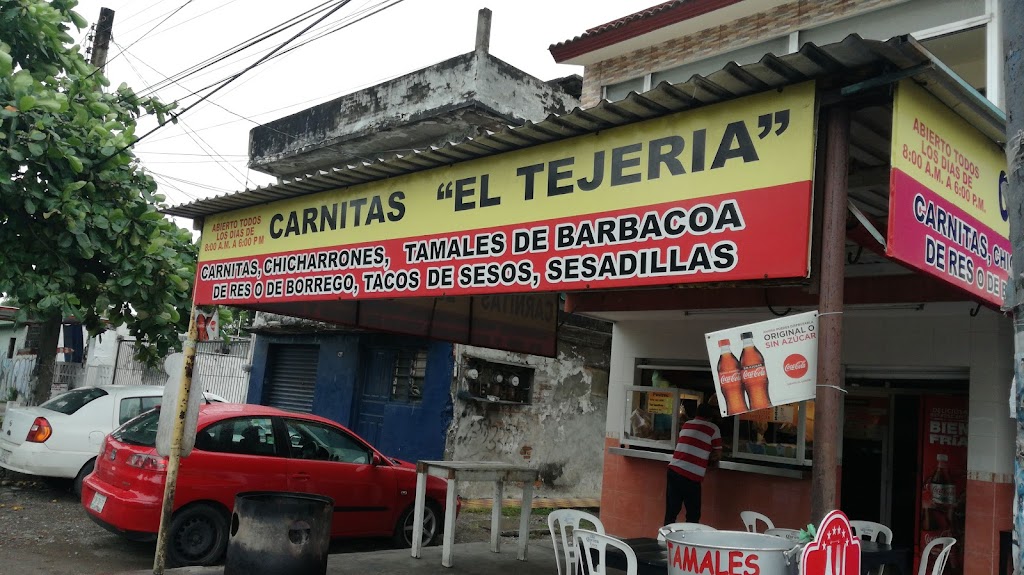 ABIERTO TODOS
LOS DIAS DE
8:00 A.M. A 6:00 P.M
CARNITAS "EL TEJERIA"
CARNITAS, CHICHARRONES, TAMALES DE BARBACOA
DE RES O DE BORREGO, TACOS DE SESOS, SESADILLAS
ABIERTO TODOS
LOS DIAS DE
8:00 A.M. A 6:00 P.M.
CARNITAS, CHI
DE RES O DE B
CARNITAS
ORIGINAL O
SIN AZÚCAR
Coca-Cola
BIEN
FRÍA
TAMALES